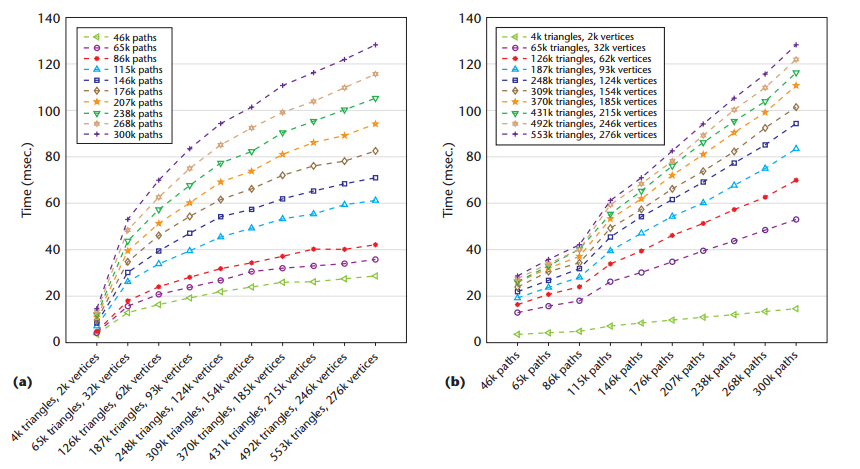 140
120
100
80
60
40
20
0
Time (msec.)
46k paths
65k paths
86k paths
115k paths
146k paths
176k paths
207k paths
238k paths
268k paths
300k paths
4k triangles, 2k vertices
65k triangles, 32k vertices
126k triangles, 62k vertices
187k triangles, 93k vertices
248k triangles, 124k vertices
309k triangles, 154k vertices
370k triangles, 185k vertices
431k triangles, 215k vertices
492k triangles, 246k vertices
553k triangles, 276k vertices
(a)
140
120
100
80
60
40
20
0
Time (msec.)
4k triangles, 2k vertices
65k triangles, 32k vertices
126k triangles, 62k vertices
187k triangles, 93k vertices
248k triangles, 124k vertices
309k triangles, 154k vertices
370k triangles, 185k vertices
431k triangles, 215k vertices
492k triangles, 246k vertices
553k triangles, 276k vertices
46k paths
65k paths
86k paths
115k paths
146k paths
176k paths
207k paths
238k paths
268k paths
300k paths
(b)